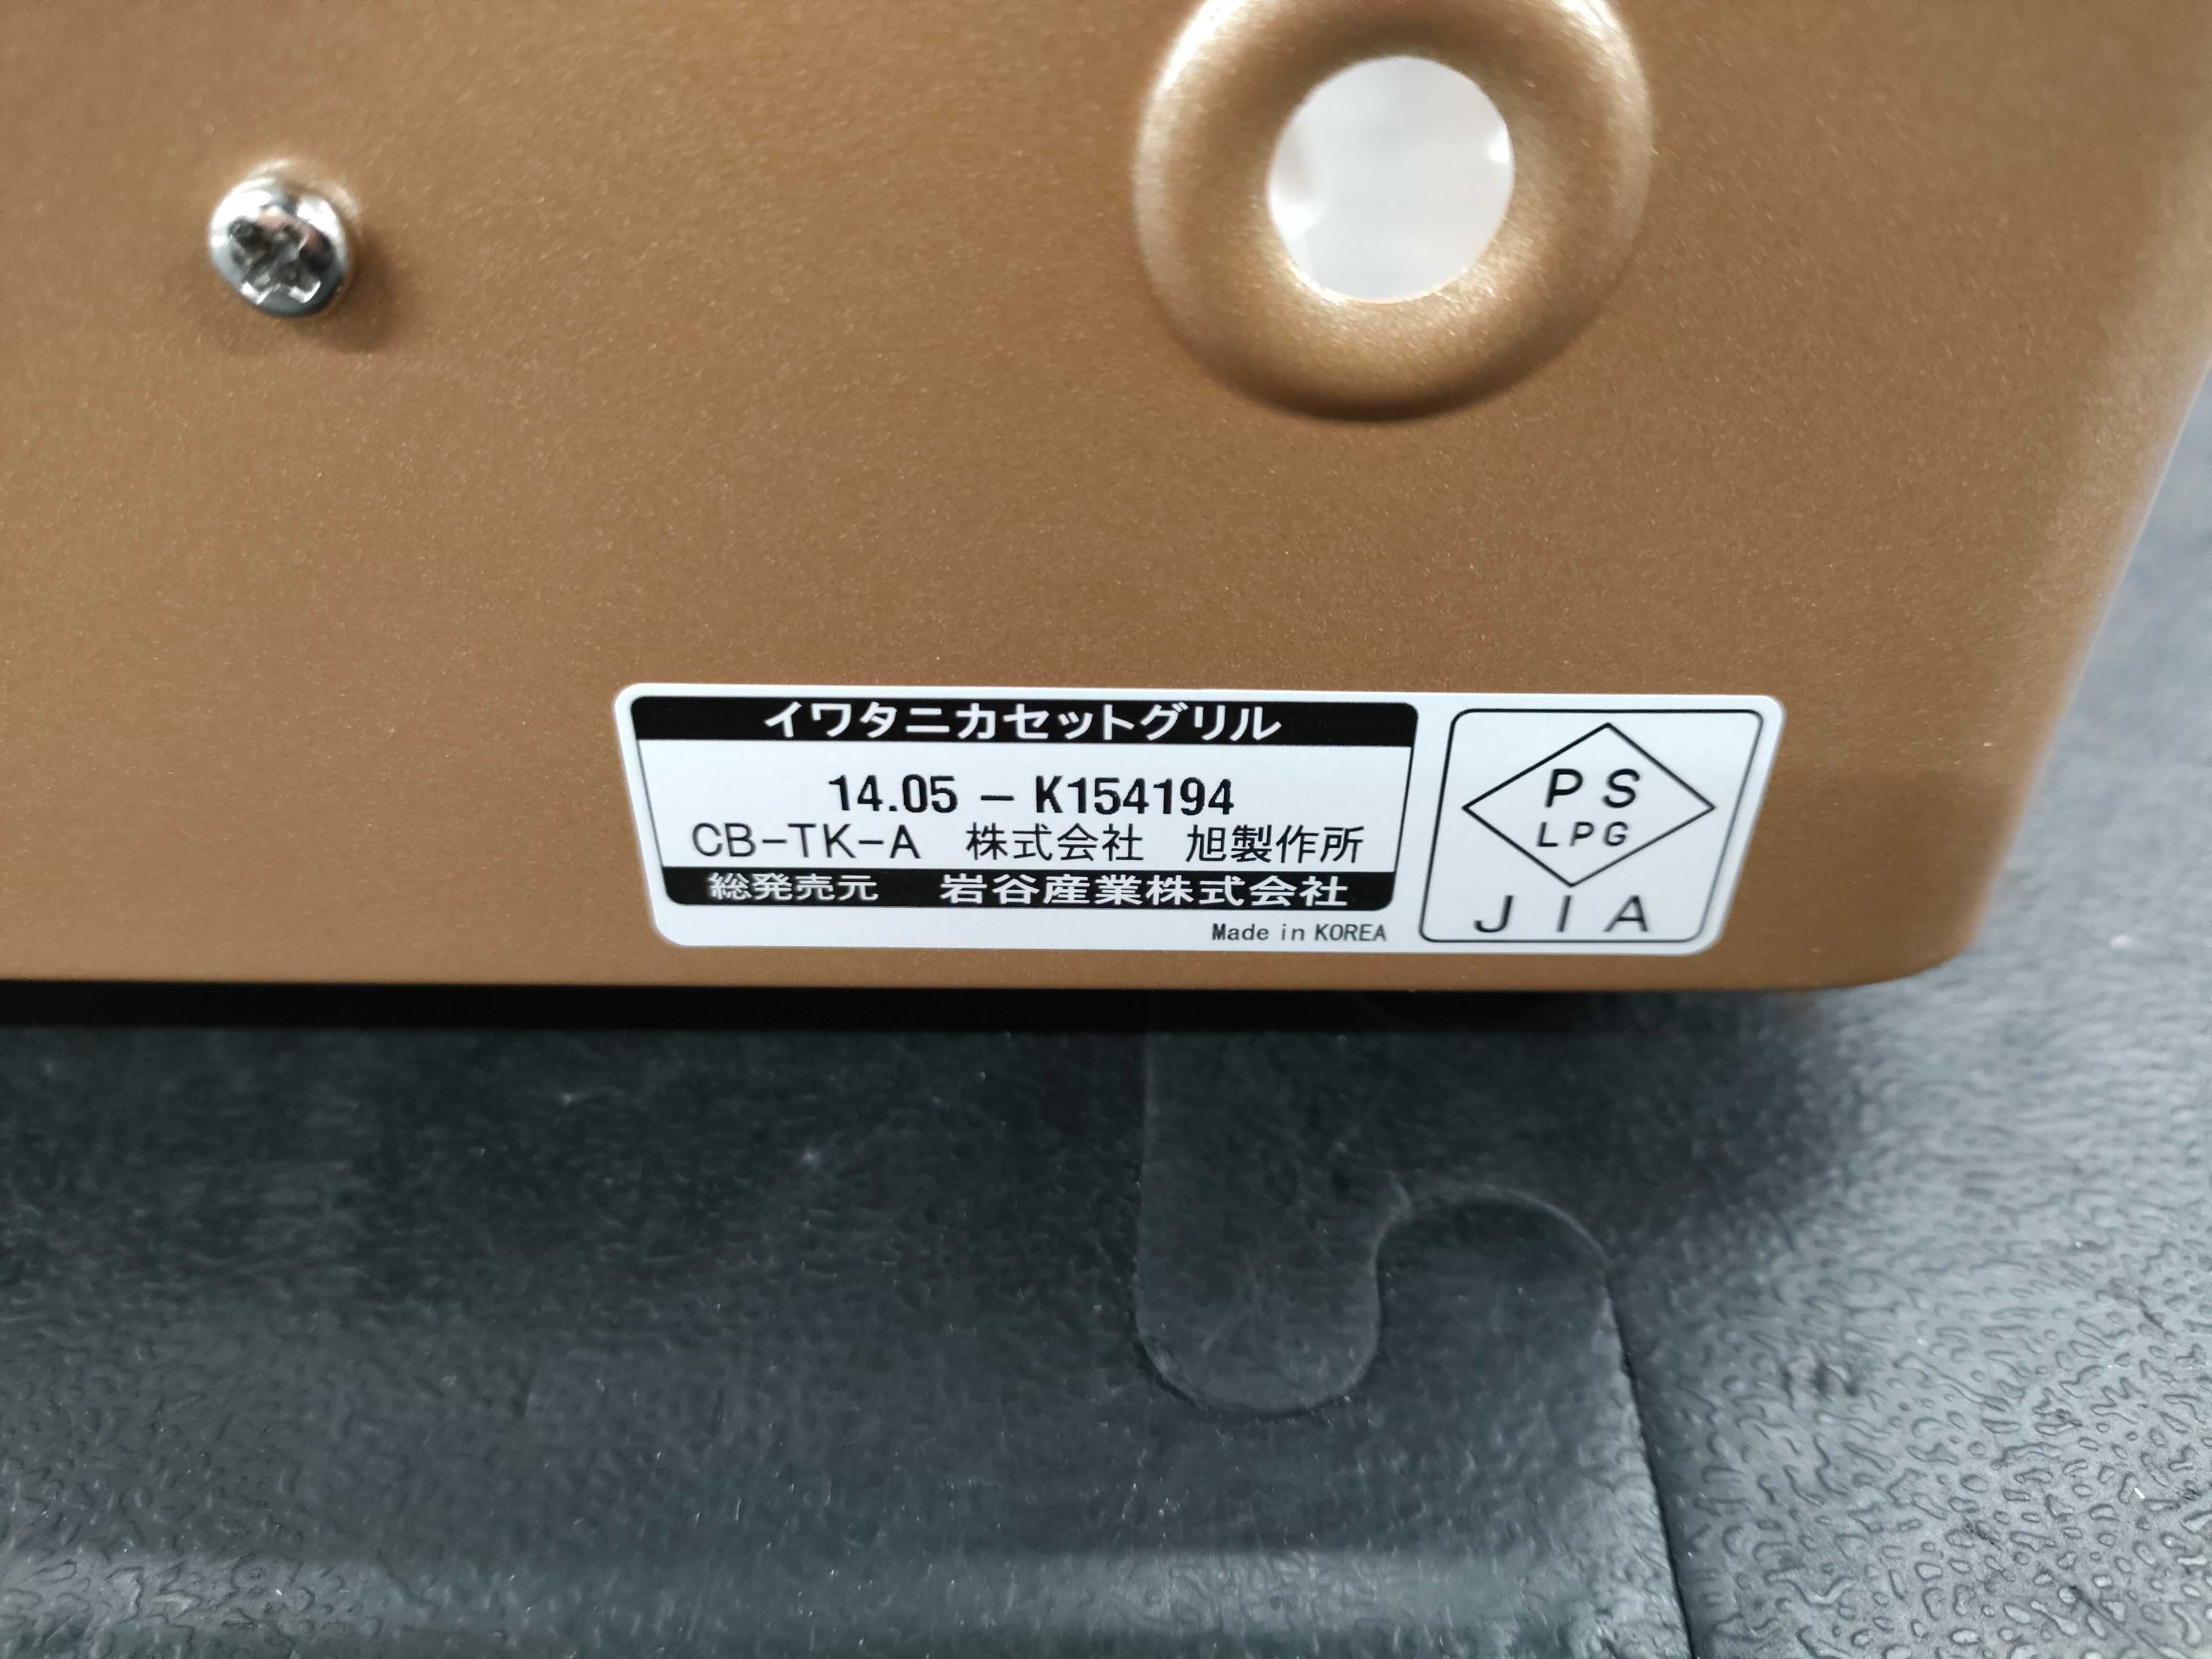 イワタニカセットグリル
14.05 － K154194
CB-TK-A　株式会社　旭製作所
総発売元　岩谷産業株式会社
Made in KOREA
PS
LPG
JIA